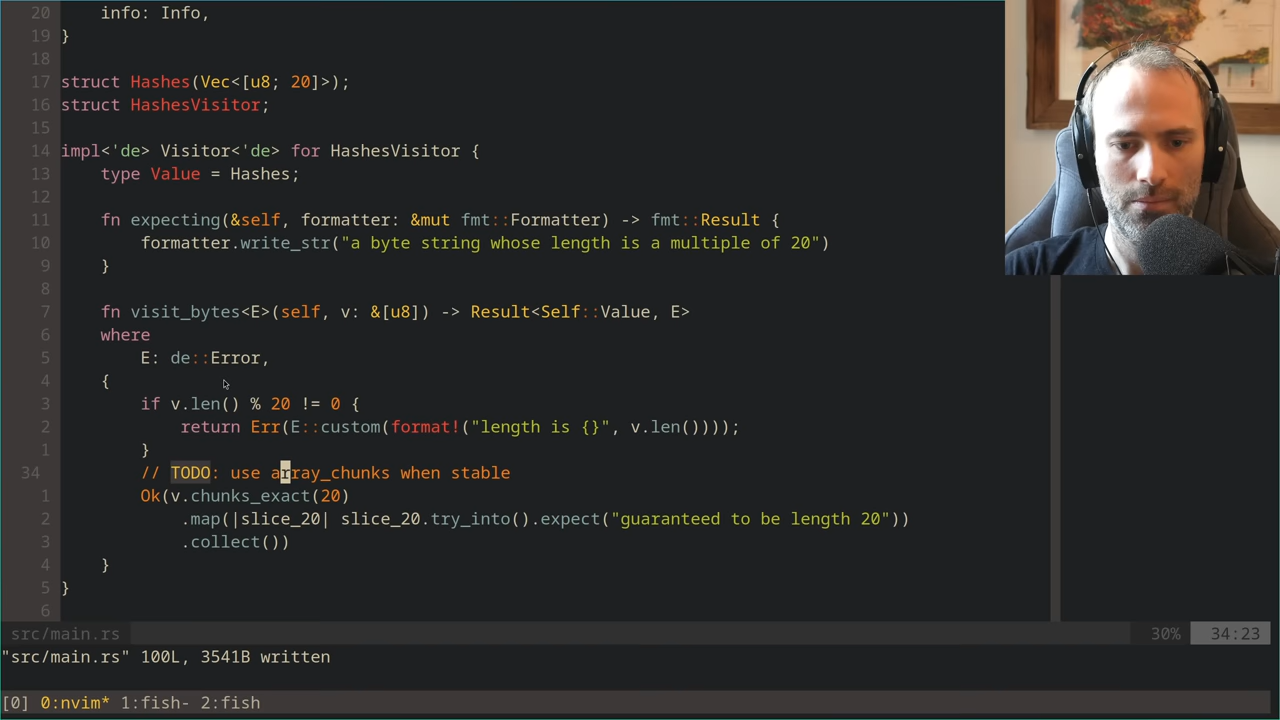 20     info: Info,
19 }
18
17 struct Hashes(Vec<[u8; 20]>);
16 struct HashesVisitor;
15
14 impl<'de> Visitor<'de> for HashesVisitor {
13     type Value = Hashes;
12
11     fn expecting(&self, formatter: &mut fmt::Formatter) -> fmt::Result {
10         formatter.write_str("a byte string whose length is a multiple of 20")
9     }
8
7     fn visit_bytes<E>(self, v: &[u8]) -> Result<Self::Value, E>
6     where
5         E: de::Error,
4     {
3         if v.len() % 20 != 0 {
2             return Err(E::custom(format!("length is {}", v.len())));
1         }
34         // TODO: use array_chunks when stable
1         Ok(v.chunks_exact(20)
2             .map(|slice_20| slice_20.try_into().expect("guaranteed to be length 20"))
3             .collect())
4     }
5 }
6
src/main.rs 30% 34:23
"src/main.rs" 100L, 3541B written
[0] 0:nvim* 1:fish- 2:fish